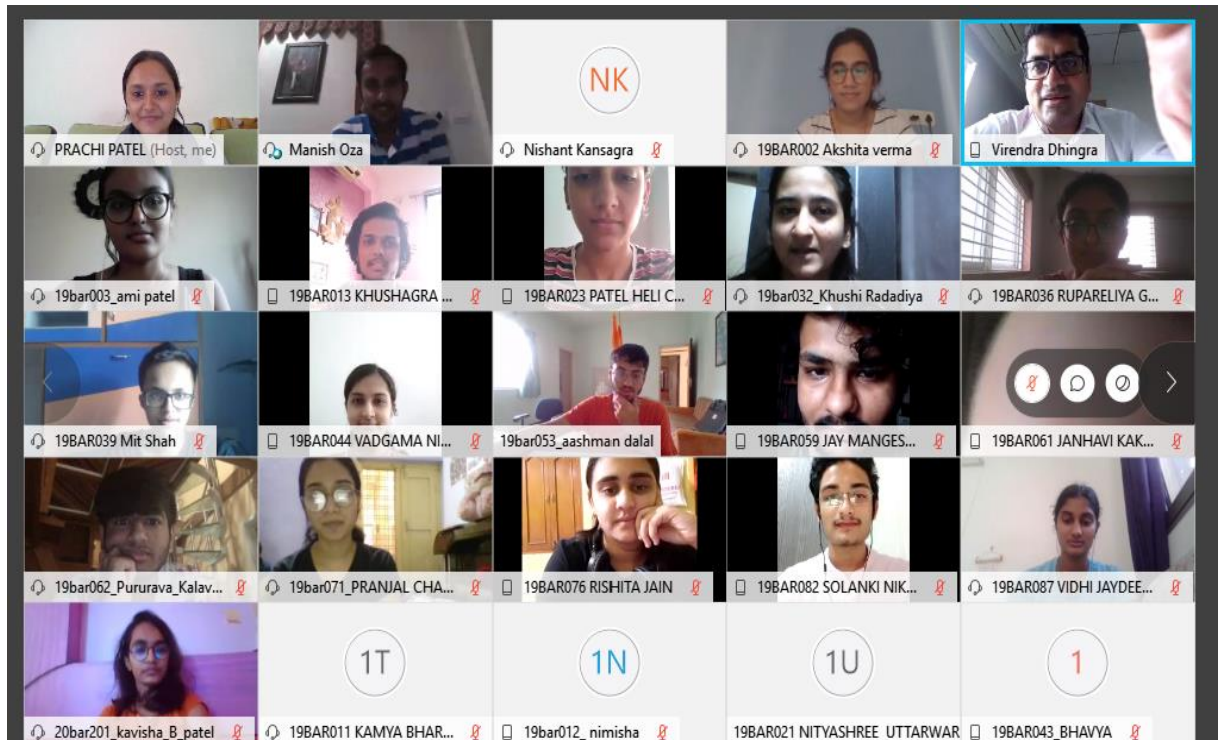 PRACHI PATEL (Host, me)
Manish Oza
NK
Nishant Kansagra
19BAR002 Akshita verma
Virendra Dhingra
19bar003_ami patel
19BAR013 KHUSHAGRA ...
19BAR023 PATEL HELI C...
19bar032_Khushi Radadiya
19BAR036 RUPARELIYA G...
19BAR039 Mit Shah
19BAR044 VADGAMA NI...
19bar053_aashman dalal
19BAR059 JAY MANGES...
19BAR061 JANHAVI KAK...
19bar062_Pururava_Kalav...
19bar071_PRANJAL CHA...
19BAR076 RISHITA JAIN
19BAR082 SOLANKI NIK...
19BAR087 VIDHI JAYDEE...
20bar201_kavisha_B_patel
1T
19BAR011 KAMYA BHAR...
1N
19bar012_ nimisha
1U
19BAR021 NITYASHREE UTTARWAR
1
19BAR043_BHAVYA